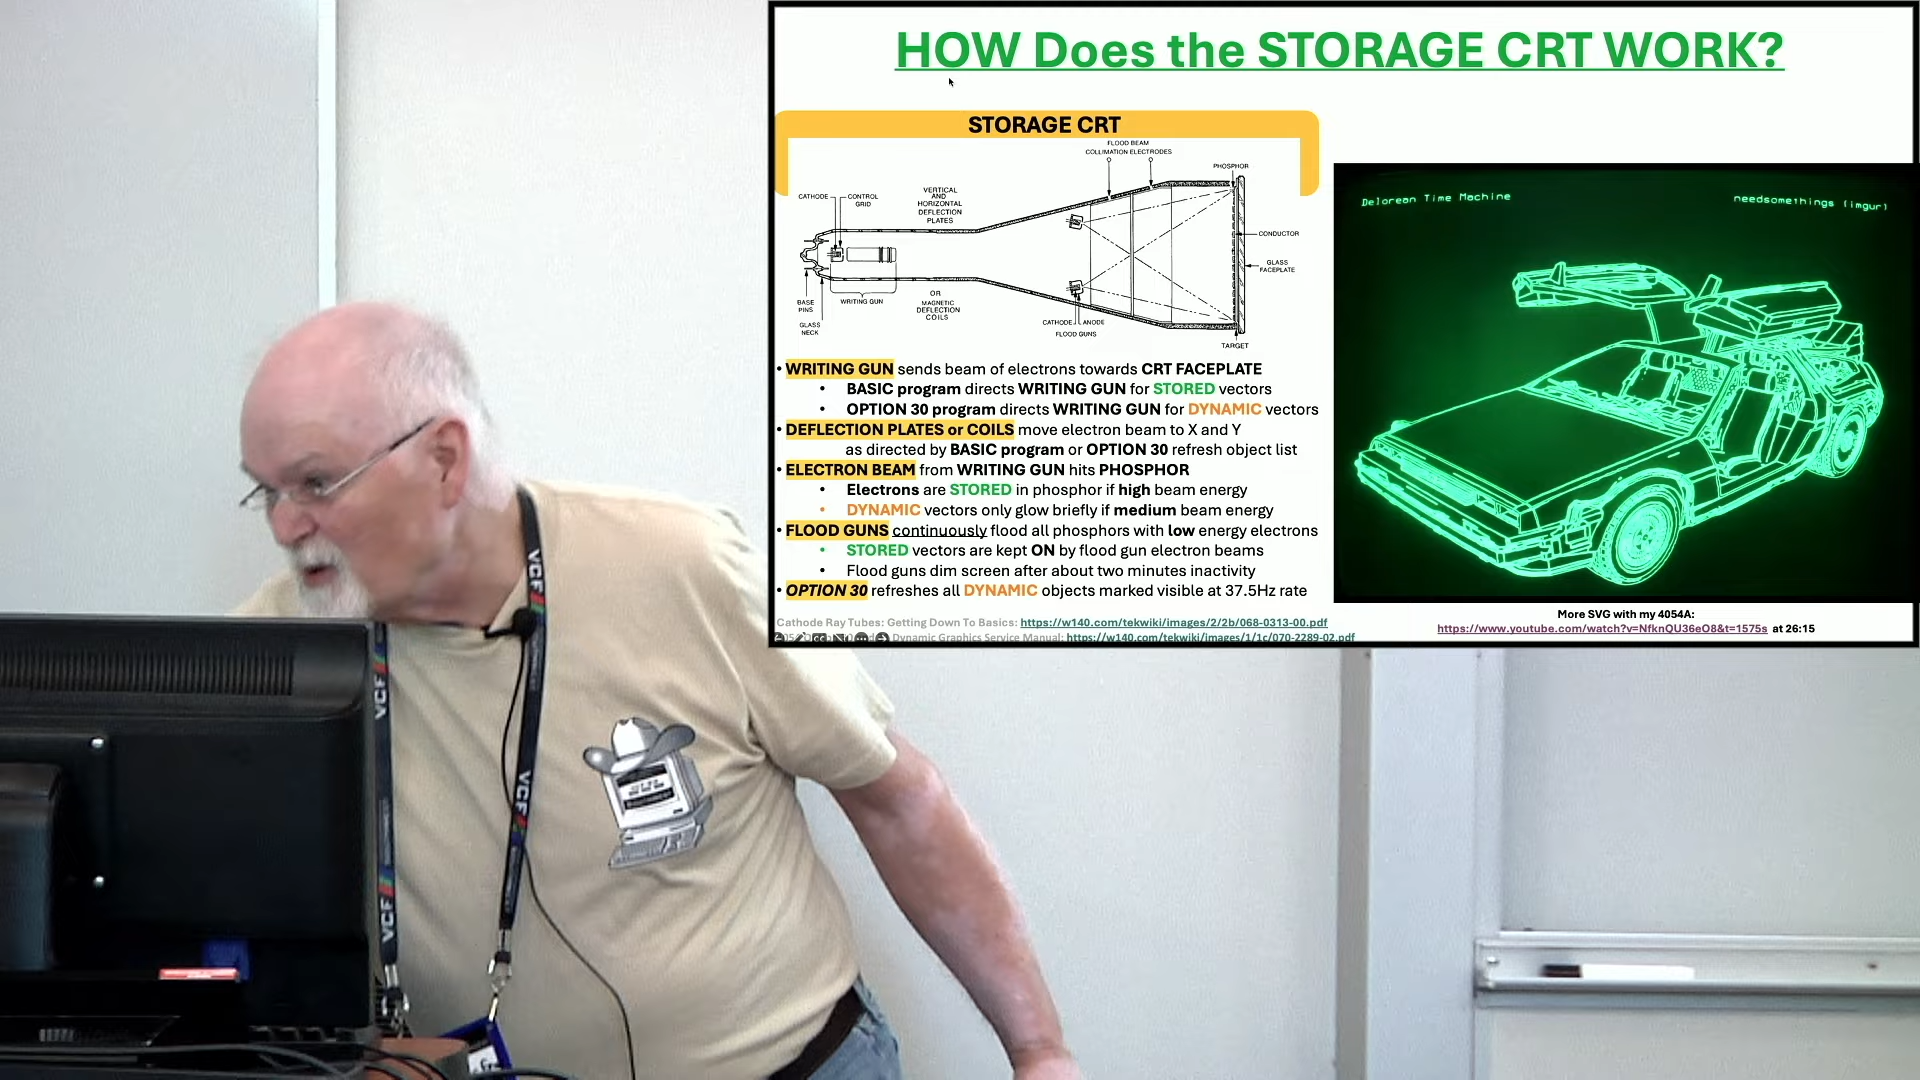 HOW Does the STORAGE CRT WORK?
STORAGE CRT
FLOOD BEAM
COLLIMATION ELECTRODES
PHOSPHOR
CATHODE
CONTROL
GRID
VERTICAL
AND
HORIZONTAL
DEFLECTION
PLATES
CONDUCTOR
GLASS
FACEPLATE
BASE
PINS
GLASS
NECK
WRITING GUN
OR
MAGNETIC
DEFLECTION
COILS
CATHODE
ANODE
FLOOD GUNS
TARGET
• WRITING GUN sends beam of electrons towards CRT FACEPLATE
• BASIC program directs WRITING GUN for STORED vectors
• OPTION 30 program directs WRITING GUN for DYNAMIC vectors
• DEFLECTION PLATES or COILS move electron beam to X and Y
as directed by BASIC program or OPTION 30 refresh object list
• ELECTRON BEAM from WRITING GUN hits PHOSPHOR
• Electrons are STORED in phosphor if high beam energy
• DYNAMIC vectors only glow briefly if medium beam energy
• FLOOD GUNS continuously flood all phosphors with low energy electrons
• STORED vectors are kept ON by flood gun electron beams
• Flood guns dim screen after about two minutes inactivity
• OPTION 30 refreshes all DYNAMIC objects marked visible at 37.5Hz rate
Cathode Ray Tubes: Getting Down To Basics: https://w140.com/tekwiki/images/2/2b/068-0313-00.pdf
Dynamic Graphics Service Manual: https://w140.com/tekwiki/images/1/1c/070-2289-02.pdf
Delorean Time Machine
needsomethings (imgur)
More SVG with my 4054A:
https://www.youtube.com/watch?v=NfknQU36eO8&t=1575s at 26:15
VCF
VCF
VCF
VCF